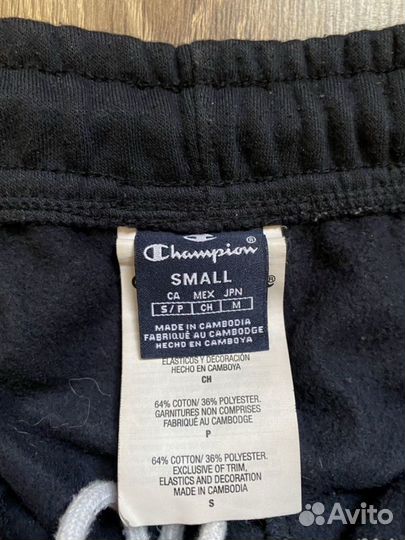 Champion®
SMALL
CA MEX JPN
S/P CH M
MADE IN CAMBODIA
FABRIQUÉ AU CAMBODGE
HECHO EN CAMBOYA
®
ELASTICOS Y DECORACIÓN
HECHO EN CAMBOYA
CH
64% COTON/ 36% POLYESTER.
GARNITURES NON COMPRISES
FABRIQUÉ AU CAMBODGE
P
64% COTTON/ 36% POLYESTER.
EXCLUSIVE OF TRIM,
ELASTICS AND DECORATION
MADE IN CAMBODIA
S
Avito